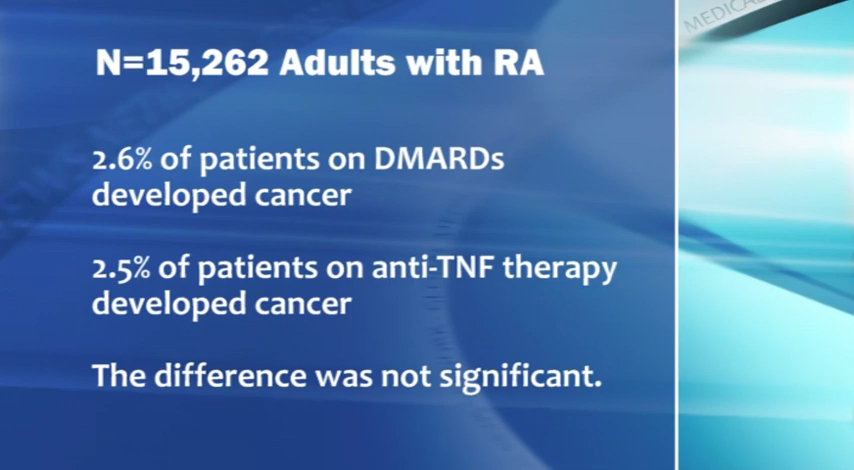 MEDICAL
N=15,262 Adults with RA
2.6% of patients on DMARDs
developed cancer
2.5% of patients on anti-TNF therapy
developed cancer
The difference was not significant.